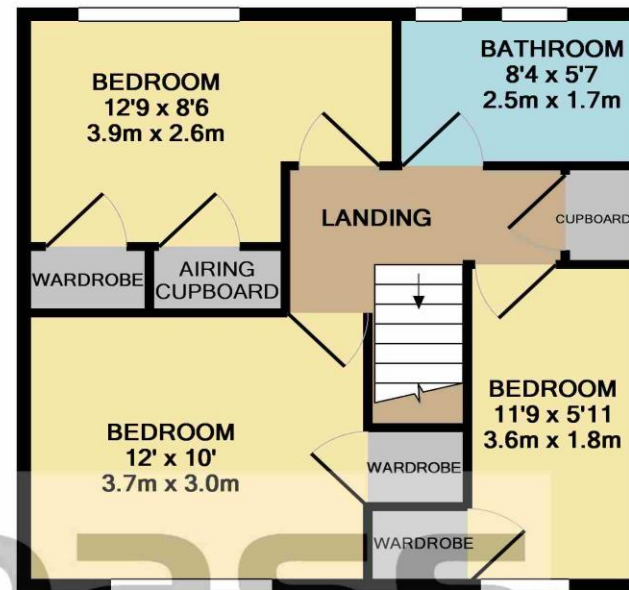 BEDROOM
12'9 x 8'6
3.9m x 2.6m
BATHROOM
8'4 x 5'7
2.5m x 1.7m
LANDING
CUPBOARD
WARDROBE
AIRING
CUPBOARD
BEDROOM
12' x 10'
3.7m x 3.0m
WARDROBE
WARDROBE
BEDROOM
11'9 x 5'11
3.6m x 1.8m